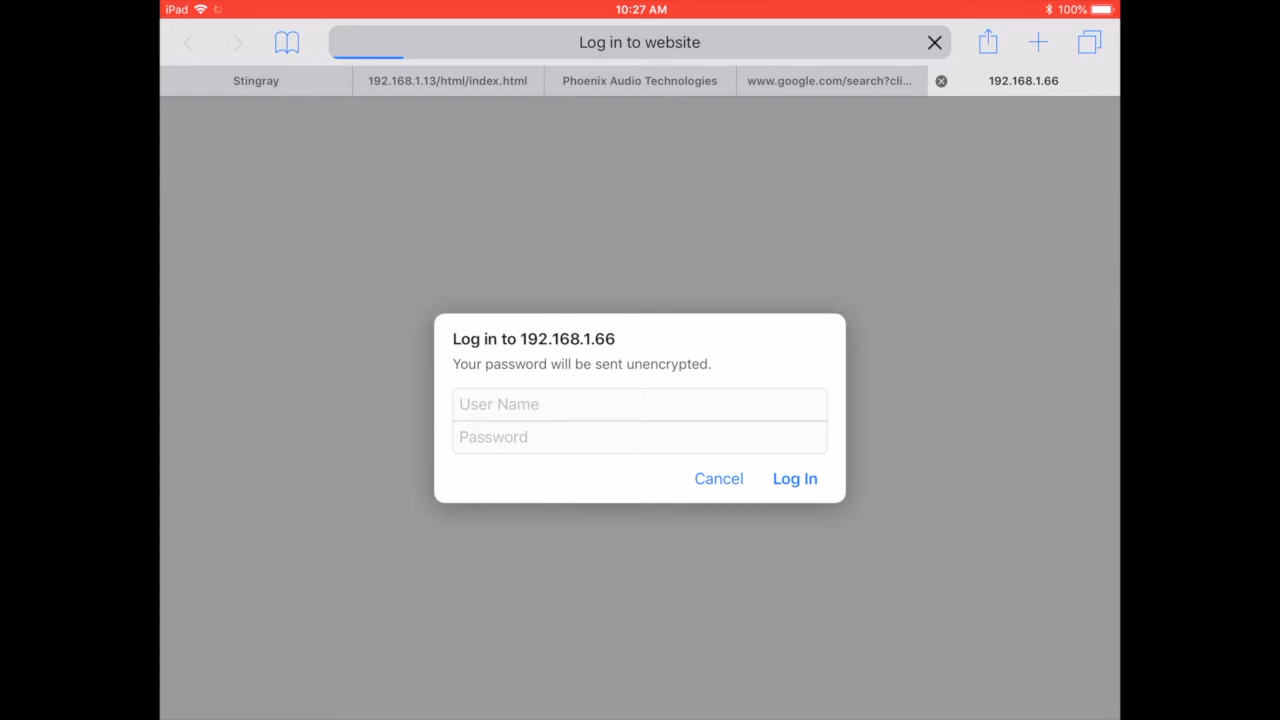 iPad 10:27 AM 100%
Log in to website
Stingray 192.168.1.13/html/index.html Phoenix Audio Technologies www.google.com/search?cli... 192.168.1.66
Log in to 192.168.1.66
Your password will be sent unencrypted.
User Name
Password
Cancel Log In